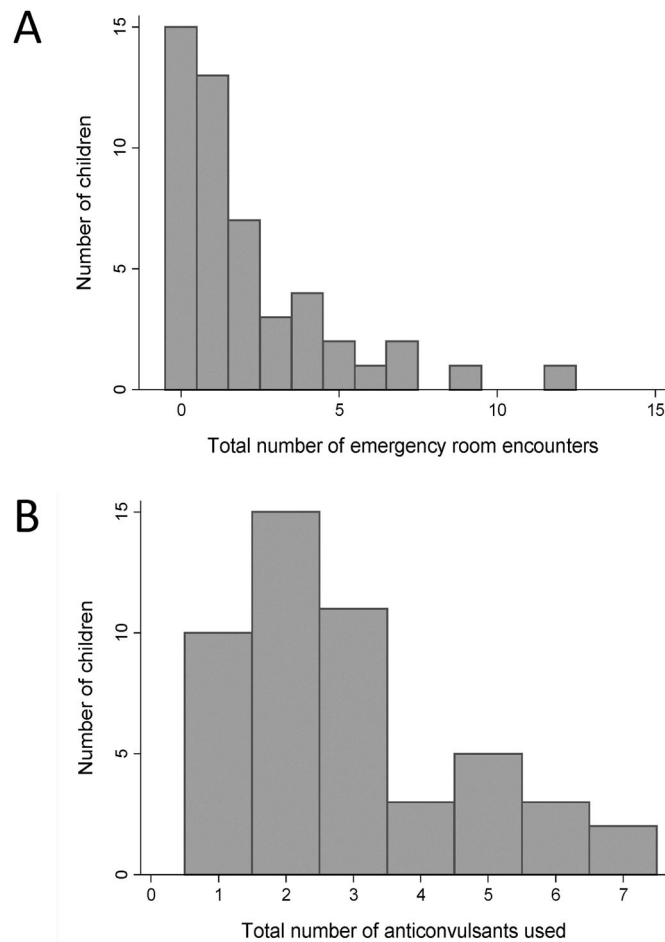 A
Number of children
15
10
5
0
0 5 10 15
Total number of emergency room encounters
B
Number of children
15
10
5
0
0 1 2 3 4 5 6 7
Total number of anticonvulsants used